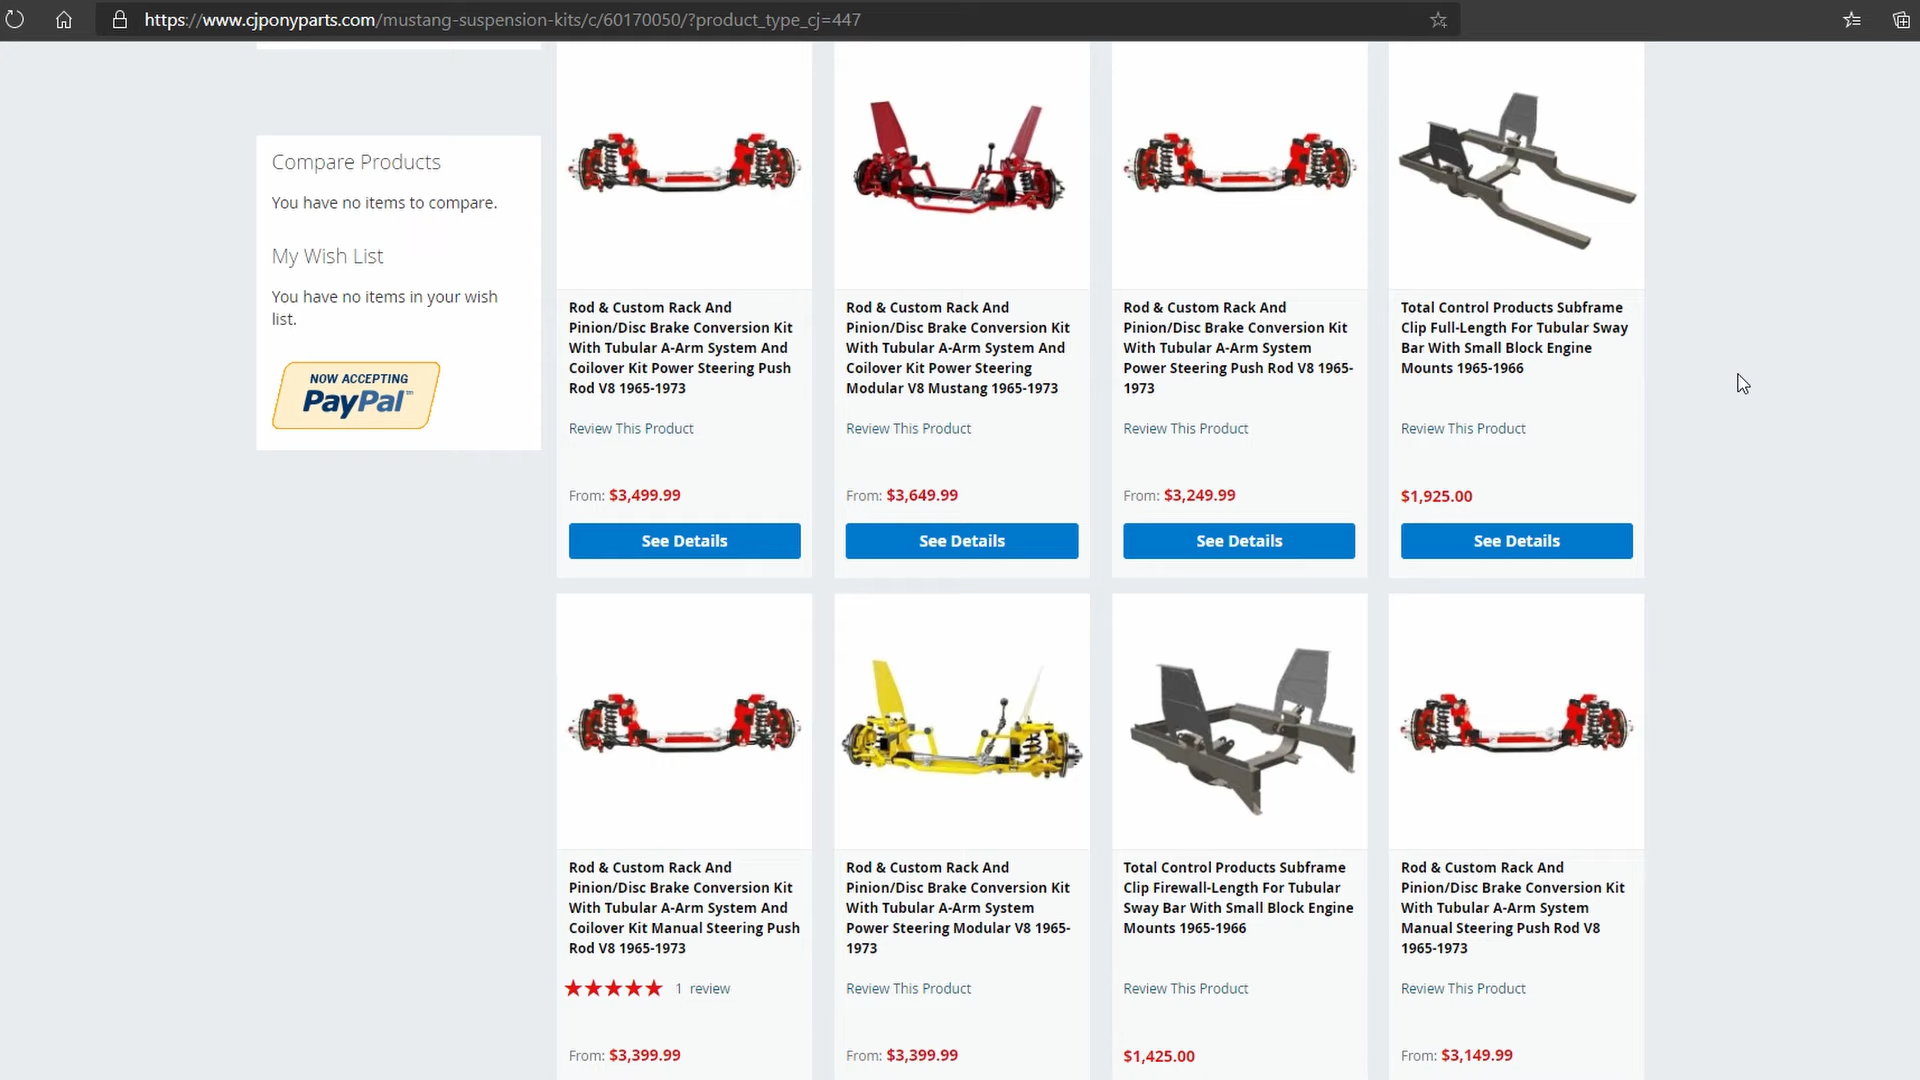 https://www.cjponyparts.com/mustang-suspension-kits/c/60170050/?product_type_cj=447
Compare Products
You have no items to compare.
My Wish List
You have no items in your wish
list.
NOW ACCEPTING
PayPal™
Rod & Custom Rack And
Pinion/Disc Brake Conversion Kit
With Tubular A-Arm System And
Coilover Kit Power Steering Push
Rod V8 1965-1973
Review This Product
From: $3,499.99
See Details
Rod & Custom Rack And
Pinion/Disc Brake Conversion Kit
With Tubular A-Arm System And
Coilover Kit Power Steering
Modular V8 Mustang 1965-1973
Review This Product
From: $3,649.99
See Details
Rod & Custom Rack And
Pinion/Disc Brake Conversion Kit
With Tubular A-Arm System
Power Steering Push Rod V8 1965-
1973
Review This Product
From: $3,249.99
See Details
Total Control Products Subframe
Clip Full-Length For Tubular Sway
Bar With Small Block Engine
Mounts 1965-1966
Review This Product
$1,925.00
See Details
Rod & Custom Rack And
Pinion/Disc Brake Conversion Kit
With Tubular A-Arm System And
Coilover Kit Manual Steering Push
Rod V8 1965-1973
1 review
From: $3,399.99
Rod & Custom Rack And
Pinion/Disc Brake Conversion Kit
With Tubular A-Arm System
Power Steering Modular V8 1965-
1973
Review This Product
From: $3,399.99
Total Control Products Subframe
Clip Firewall-Length For Tubular
Sway Bar With Small Block Engine
Mounts 1965-1966
Review This Product
$1,425.00
Rod & Custom Rack And
Pinion/Disc Brake Conversion Kit
With Tubular A-Arm System
Manual Steering Push Rod V8
1965-1973
Review This Product
From: $3,149.99